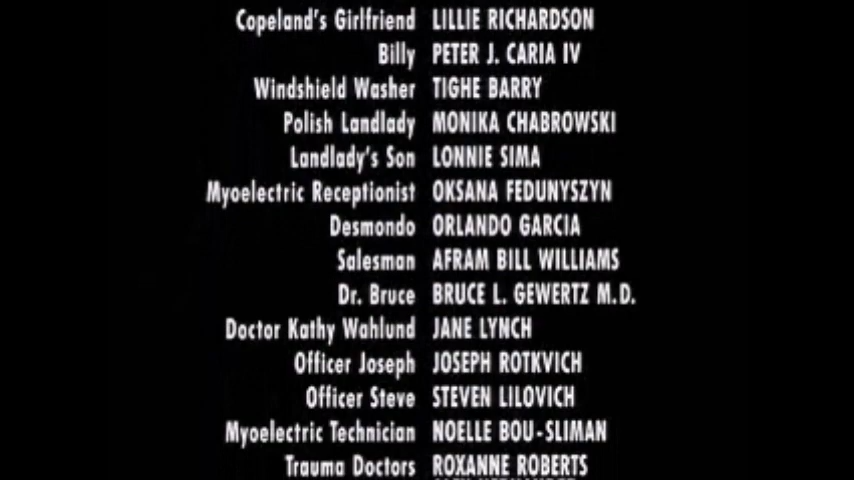 Copeland's Girlfriend LILLIE RICHARDSON
Billy PETER J. CARIA IV
Windshield Washer TIGHE BARRY
Polish Landlady MONIKA CHABROWSKI
Landlady's Son LONNIE SIMA
Myoelectric Receptionist OKSANA FEDUNYSZYN
Desmondo ORLANDO GARCIA
Salesman AFRAM BILL WILLIAMS
Dr. Bruce BRUCE L. GEWERTZ M.D.
Doctor Kathy Wahlund JANE LYNCH
Officer Joseph JOSEPH ROTKVICH
Officer Steve STEVEN LILOVICH
Myoelectric Technician NOELLE BOU-SLIMAN
Trauma Doctors ROXANNE ROBERTS